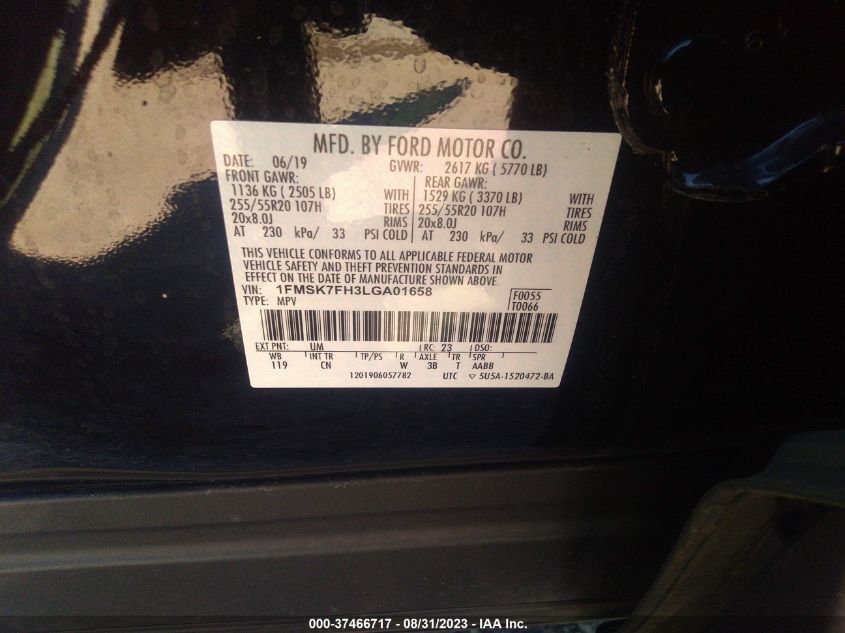 MFD. BY FORD MOTOR CO.
DATE: 06/19 GVWR: 2617 KG ( 5770 LB)
FRONT GAWR: REAR GAWR:
1136 KG ( 2505 LB) WITH 1529 KG ( 3370 LB) WITH
255/55R20 107H TIRES 255/55R20 107H TIRES
20x8.0J RIMS 20x8.0J RIMS
AT 230 kPa/ 33 PSI COLD AT 230 kPa/ 33 PSI COLD
THIS VEHICLE CONFORMS TO ALL APPLICABLE FEDERAL MOTOR
VEHICLE SAFETY AND THEFT PREVENTION STANDARDS IN
EFFECT ON THE DATE OF MANUFACTURE SHOWN ABOVE.
VIN: 1FMSK7FH3LGA01658 F0055
TYPE: MPV T0066
EXT PNT: UM RC: 23 DSO:
WB INT TR TP/PS R AXLE TR SPR
119 CN W 3B T AABB
1201906057782 UTC 5U5A-1520472-BA
000-37466717 - 08/31/2023 - IAA Inc.